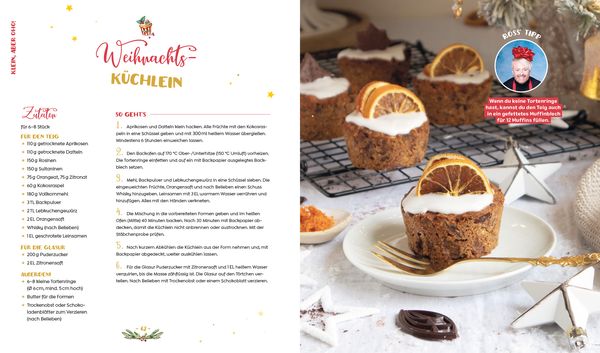 KLEIN, ABER OHO!
Weihnachts-
KÜCHLEIN
Zutaten
für 6–8 Stück
FÜR DEN TEIG
110 g getrocknete Aprikosen
110 g getrocknete Datteln
150 g Rosinen
150 g Sultaninen
75 g Orangeat, 75 g Zitronat
60 g Kokosraspel
180 g Vollkornmehl
3 TL Backpulver
2 TL Lebkuchengewürz
2 EL Orangensaft
Whisky (nach Belieben)
1 EL geschrotete Leinsamen
FÜR DIE GLASUR
200 g Puderzucker
2 EL Zitronensaft
AUẞERDEM
6–8 kleine Tortenringe
(Ø 6 cm, mind. 5 cm hoch)
Butter für die Formen
Trockenobst oder Schoko-
ladenblätter zum Verzieren
(nach Belieben)
SO GEHTS
1. Aprikosen und Datteln klein hacken. Alle Früchte mit den Kokosras-
peln in eine Schüssel geben und mit 300 ml heißem Wasser übergießen.
Mindestens 6 Stunden einweichen lassen.
2. Den Backofen auf 170 °C Ober-/Unterhitze (150 °C Umluft) vorheizen.
Die Tortenringe einfetten und auf ein mit Backpapier ausgelegtes Back-
blech setzen.
3. Mehl, Backpulver und Lebkuchengewürz in eine Schüssel sieben. Die
eingeweichten Früchte, Orangensaft und nach Belieben einen Schuss
Whisky hinzugeben. Leinsamen mit 3 EL warmem Wasser verrühren und
hinzufügen. Alles mit den Händen verkneten.
4. Die Mischung in die vorbereiteten Formen geben und im heißen
Ofen (Mitte) 60 Minuten backen. Nach 30 Minuten mit Backpapier ab-
decken, damit die Küchlein nicht anbrennen oder austrocknen. Mit der
Stäbchenprobe prüfen.
5. Nach kurzem Abkühlen die Küchlein aus der Form nehmen und, mit
Backpapier abgedeckt, weiter auskühlen lassen.
6. Für die Glasur Puderzucker mit Zitronensaft und 1 EL heißem Wasser
verquirlen, bis die Masse zähflüssig ist. Die Glasur auf den Törtchen ver-
teilen. Nach Belieben mit Trockenobst oder einem Schokoblatt verzieren.
62
ROSS' TIPP
Wenn du keine Tortenringe
hast, kannst du den Teig auch
in ein gefettetes Muffinblech
für 12 Muffins füllen.